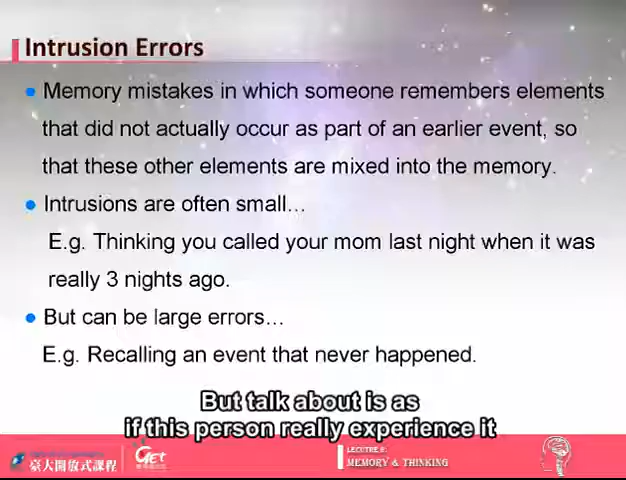 Intrusion Errors
Memory mistakes in which someone remembers elements
that did not actually occur as part of an earlier event, so
that these other elements are mixed into the memory.
Intrusions are often small...
E.g. Thinking you called your mom last night when it was
really 3 nights ago.
But can be large errors...
E.g. Recalling an event that never happened.
But talk about is as
if this person really experience it
臺大開放式課程
GET
MEMORY & THINKING